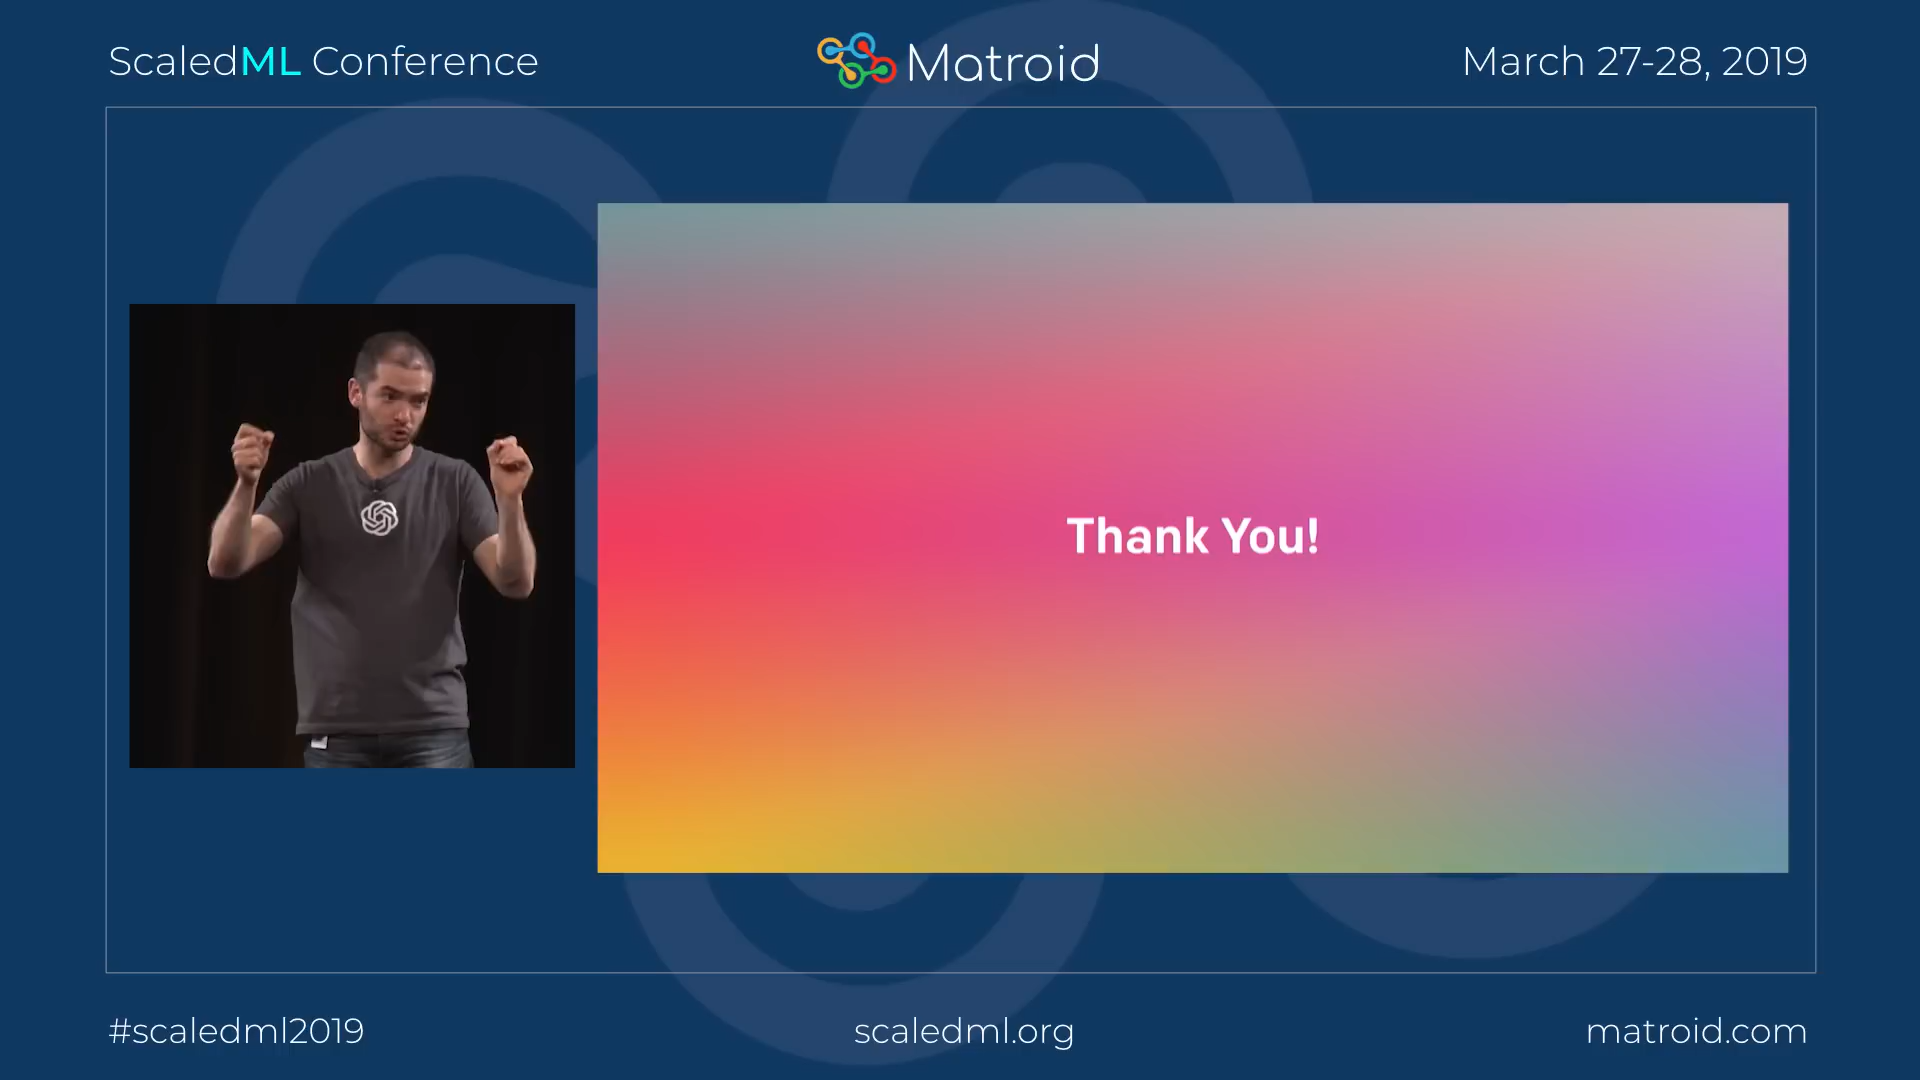 ScaledML Conference
Matroid
March 27-28, 2019
Thank You!
#scaledml2019
scaledml.org
matroid.com